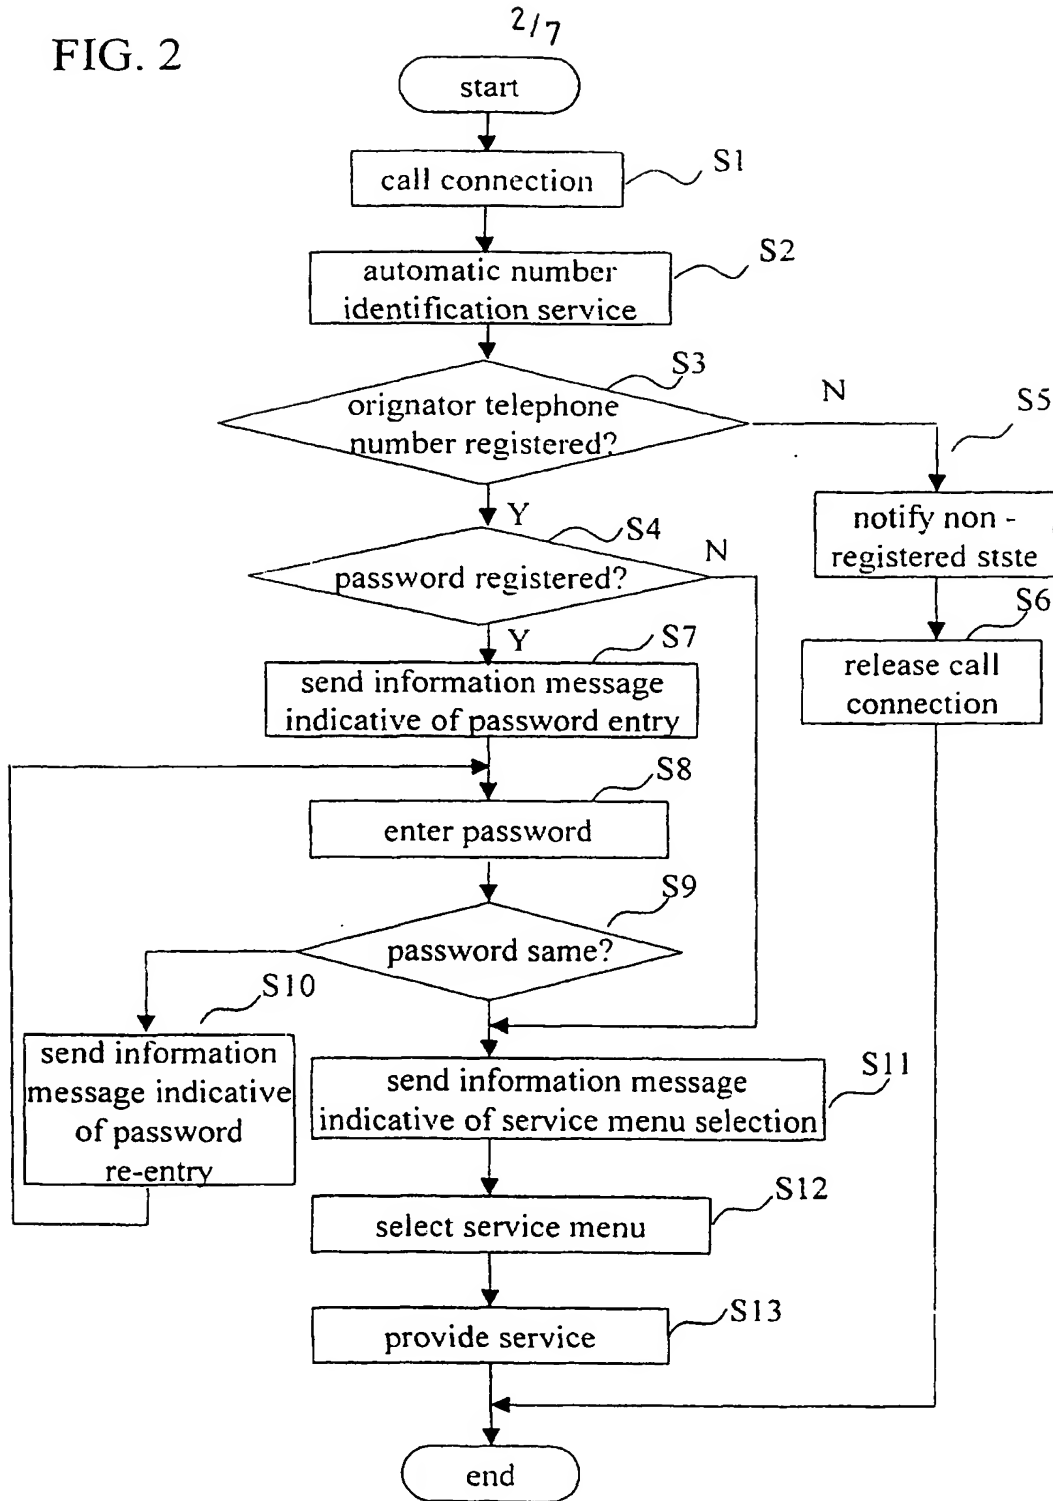 FIG. 2
2/7
start
call connection
S1
automatic number
identification service
S2
orignator telephone
number registered?
S3
N
Y
S5
notify non -
registered stste
S4
password registered?
N
Y
S6
release call
connection
S7
send information message
indicative of password entry
S8
enter password
S9
password same?
S10
send information
message indicative
of password
re-entry
S11
send information message
indicative of service menu selection
S12
select service menu
S13
provide service
end